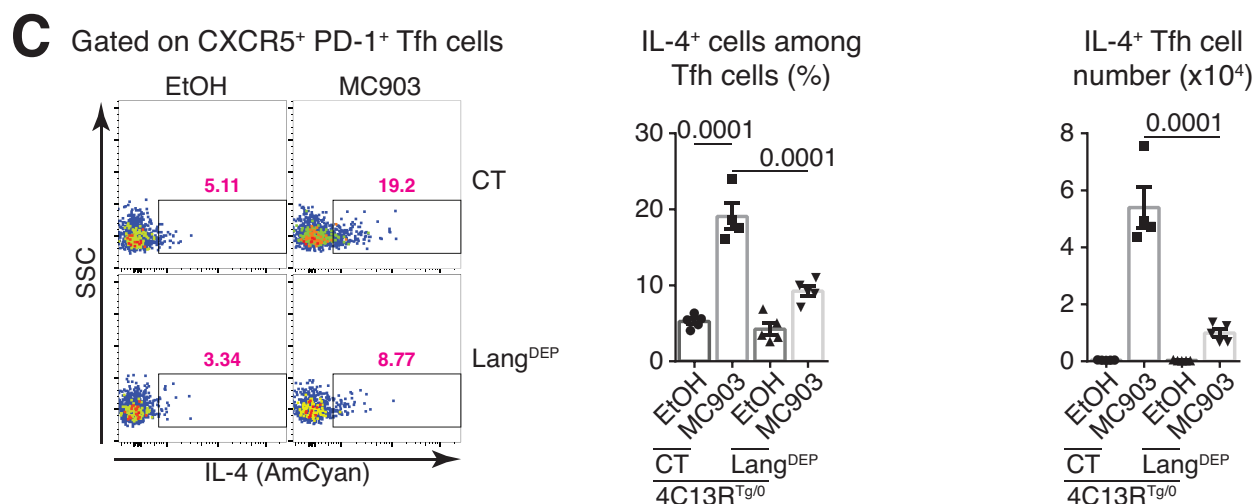 C Gated on CXCR5⁺ PD-1⁺ Tfh cells
EtOH MC903
5.11 19.2 CT
3.34 8.77 Lang^DEP
SSC
IL-4 (AmCyan)
IL-4⁺ cells among
Tfh cells (%)
30
20
10
0
0.0001
0.0001
EtOH MC903 EtOH MC903
CT Lang^DEP
4C13R^Tg/0
IL-4⁺ Tfh cell
number (x10⁴)
8
6
4
2
0
0.0001
EtOH MC903 EtOH MC903
CT Lang^DEP
4C13R^Tg/0